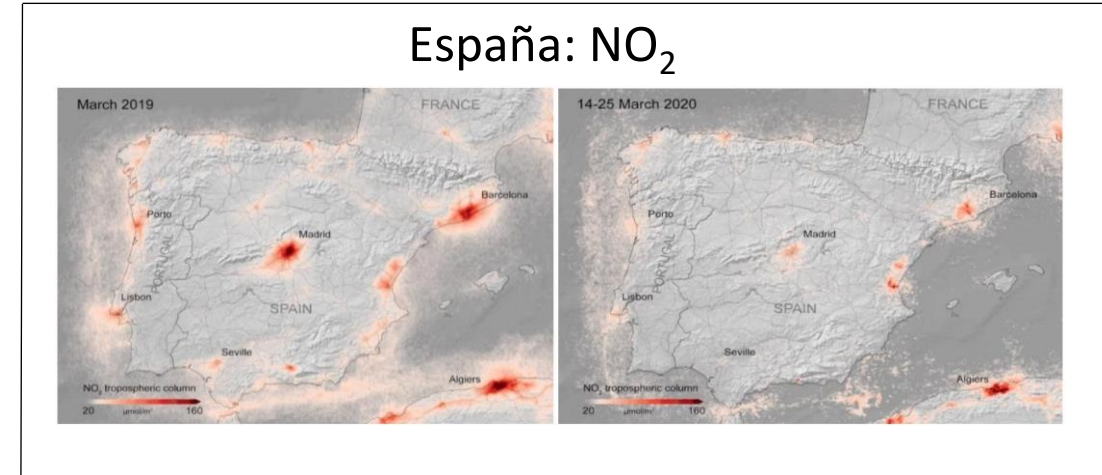 España: NO₂
March 2019
FRANCE
Barcelona
Porto
Madrid
PORTUGAL
Lisbon
SPAIN
Seville
Algiers
NO₂ tropospheric column
20 µmol/m² 160
14-25 March 2020
FRANCE
Barcelona
Porto
Madrid
PORTUGAL
Lisbon
SPAIN
Seville
Algiers
NO₂ tropospheric column
20 µmol/m² 160